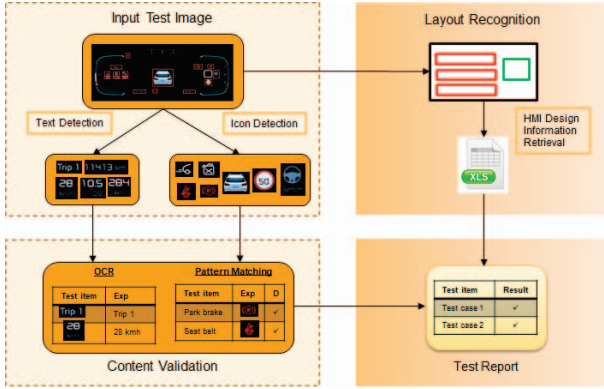 Input Test Image
Layout Recognition
Text Detection
Icon Detection
HMI Design
Information
Retrieval
Trip 1 11413 km
28 10.5 284
50
XLS
OCR
Test item Exp
Trip 1 Trip 1
28 28 kmh
Pattern Matching
Test item Exp D
Park brake (P) ✓
Seat belt ✓
Test item Result
Test case 1 ✓
Test case 2 ✓
Content Validation
Test Report